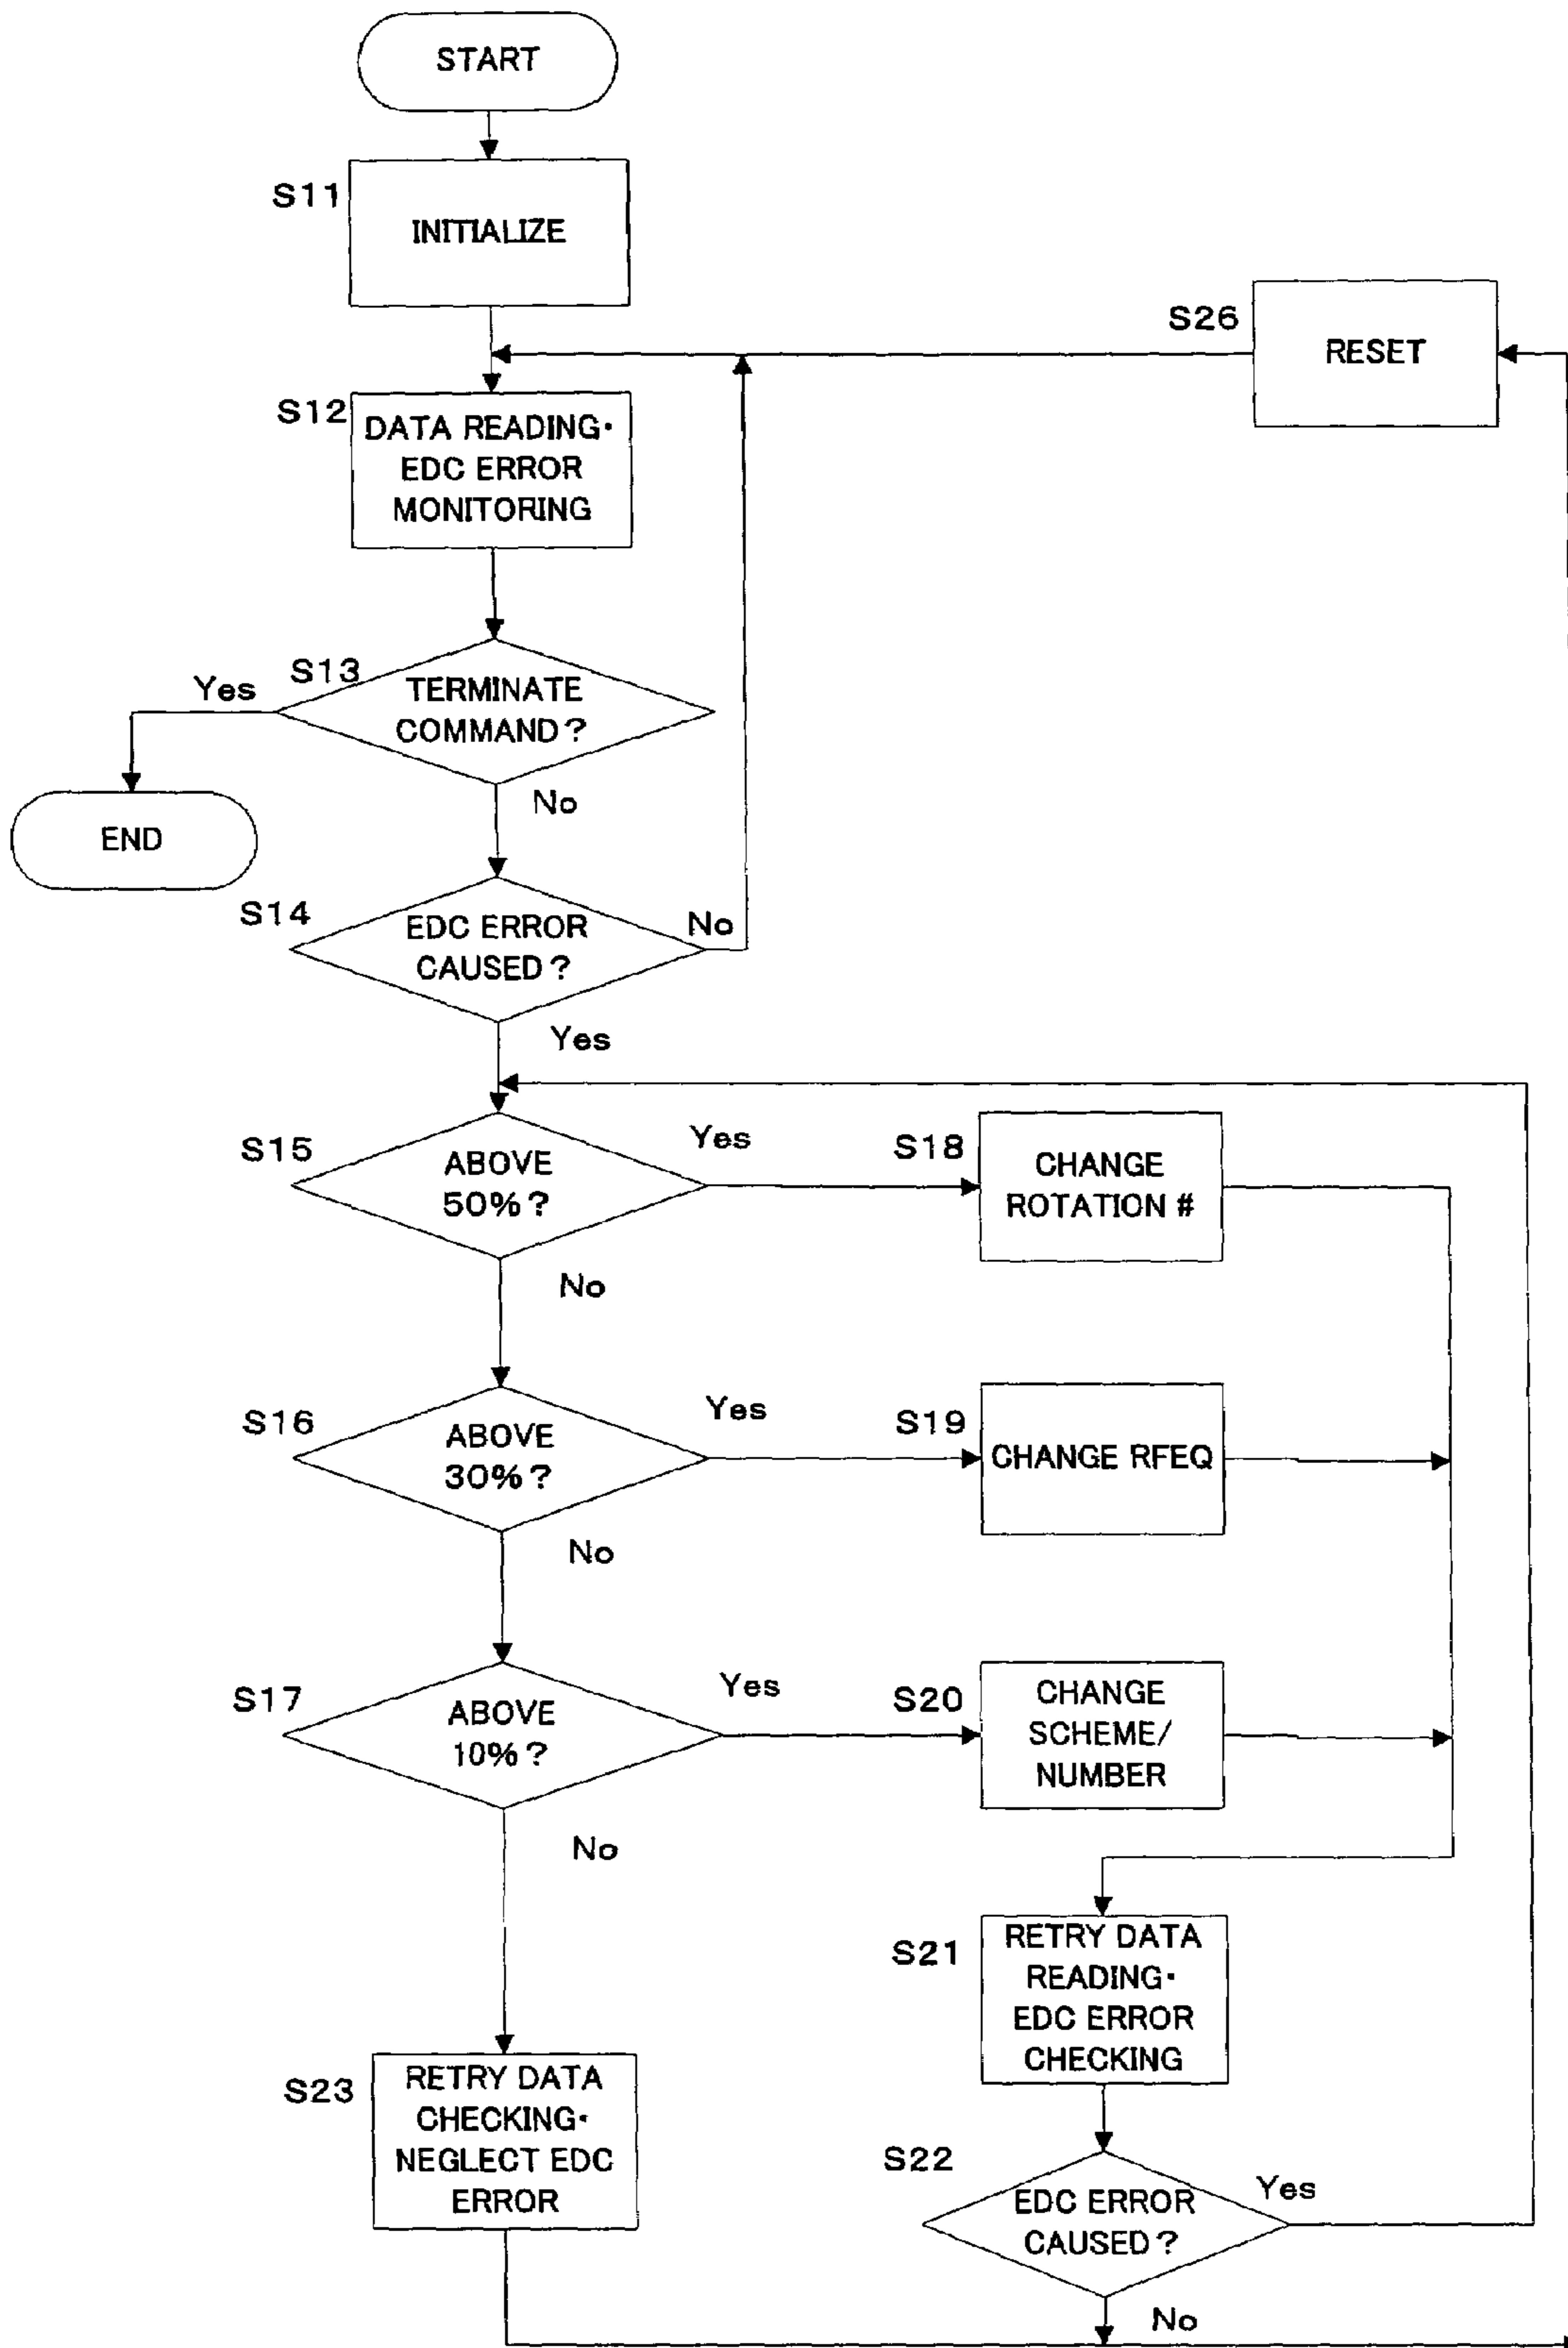 START
S11
INITIALIZE
S26
RESET
S12
DATA READING･
EDC ERROR
MONITORING
S13
Yes
TERMINATE
COMMAND?
No
END
S14
EDC ERROR
CAUSED?
No
Yes
S15
ABOVE
50%?
Yes
S18
CHANGE
ROTATION #
No
S16
ABOVE
30%?
Yes
S19
CHANGE RFEQ
No
S17
ABOVE
10%?
Yes
S20
CHANGE
SCHEME/
NUMBER
No
S21
RETRY DATA
READING･
EDC ERROR
CHECKING
S23
RETRY DATA
CHECKING･
NEGLECT EDC
ERROR
S22
EDC ERROR
CAUSED?
Yes
No